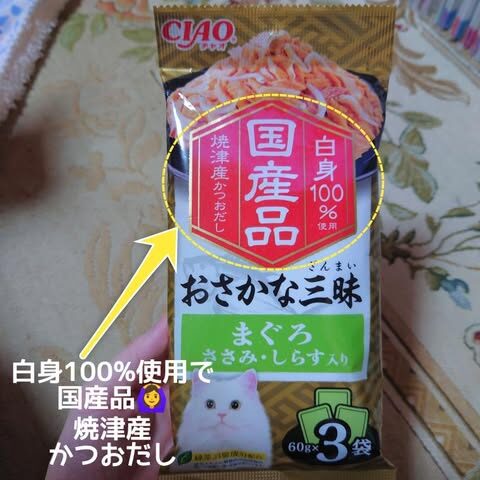 CIAO
チャオ
白身
100%
使用
国産品
焼津産かつおだし
さんまい
おさかな三昧
まぐろ
ささみ・しらす入り
60g×3袋
白身100%使用で
国産品🙆‍♀️
焼津産
かつおだし